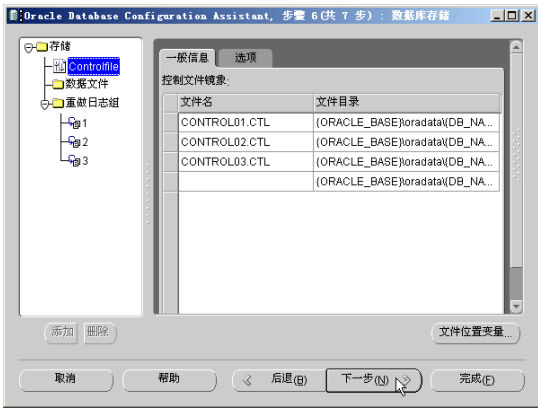 Oracle Database Configuration Assistant, 步骤 6(共 7 步) : 数据库存储
存储
Controlfile
数据文件
重做日志组
1
2
3
一般信息 选项
控制文件镜象:
文件名 文件目录
CONTROL01.CTL {ORACLE_BASE}\oradata\{DB_NA...
CONTROL02.CTL {ORACLE_BASE}\oradata\{DB_NA...
CONTROL03.CTL {ORACLE_BASE}\oradata\{DB_NA...
{ORACLE_BASE}\oradata\{DB_NA...
添加 删除 文件位置变量...
取消 帮助 后退(B) 下一步(N) 完成(F)